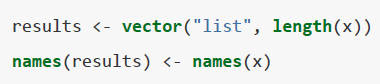 results <- vector("list", length(x))
names(results) <- names(x)